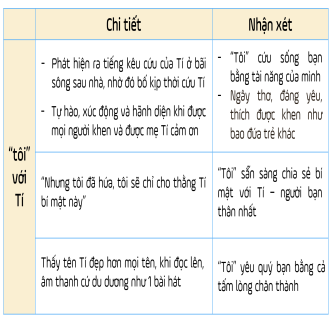 Chi tiết
Nhận xét
"tôi"
với
Tí
- Phát hiện ra tiếng kêu cứu của Tí ở bãi
sông sau nhà, nhờ đó bố kịp thời cứu Tí
- Tự hào, xúc động và hãnh diện khi được
mọi người khen và được mẹ Tí cảm ơn
- "Tôi" cứu sống bạn
bằng tài năng của mình
- Ngây thơ, đáng yêu,
thích được khen như
bao đứa trẻ khác
"Nhưng tôi đã hứa, tôi sẽ chỉ cho thằng Tí
bí mật này"
"Tôi" sẵn sàng chia sẻ bí
mật với Ti – người bạn
thân nhất
Thấy tên Tí đẹp hơn mọi tên, khi đọc lên,
âm thanh cứ du dương như 1 bài hát
"Tôi" yêu quý bạn bằng cả
tấm lòng chân thành